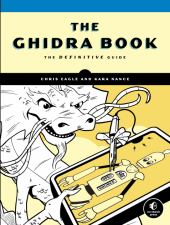 THE
GHIDRA BOOK
THE DEFINITIVE GUIDE
CHRIS EAGLE AND KARA NANCE